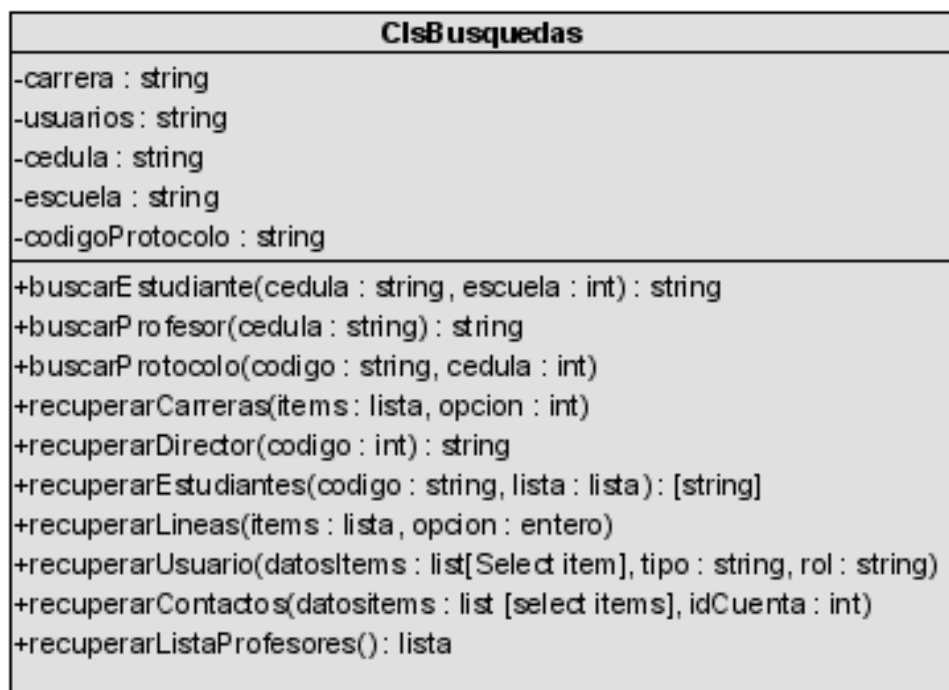 ClsBusquedas
-carrera : string
-usuarios : string
-cedula : string
-escuela : string
-codigoProtocolo : string
+buscarEstudiante(cedula : string, escuela : int) : string
+buscarProfesor(cedula : string) : string
+buscarProtocolo(codigo : string, cedula : int)
+recuperarCarreras(items : lista, opcion : int)
+recuperarDirector(codigo : int) : string
+recuperarEstudiantes(codigo : string, lista : lista) : [string]
+recuperarLineas(items : lista, opcion : entero)
+recuperarUsuario(datosItems : list[Select item], tipo : string, rol : string)
+recuperarContactos(datositems : list [select items], idCuenta : int)
+recuperarListaProfesores() : lista